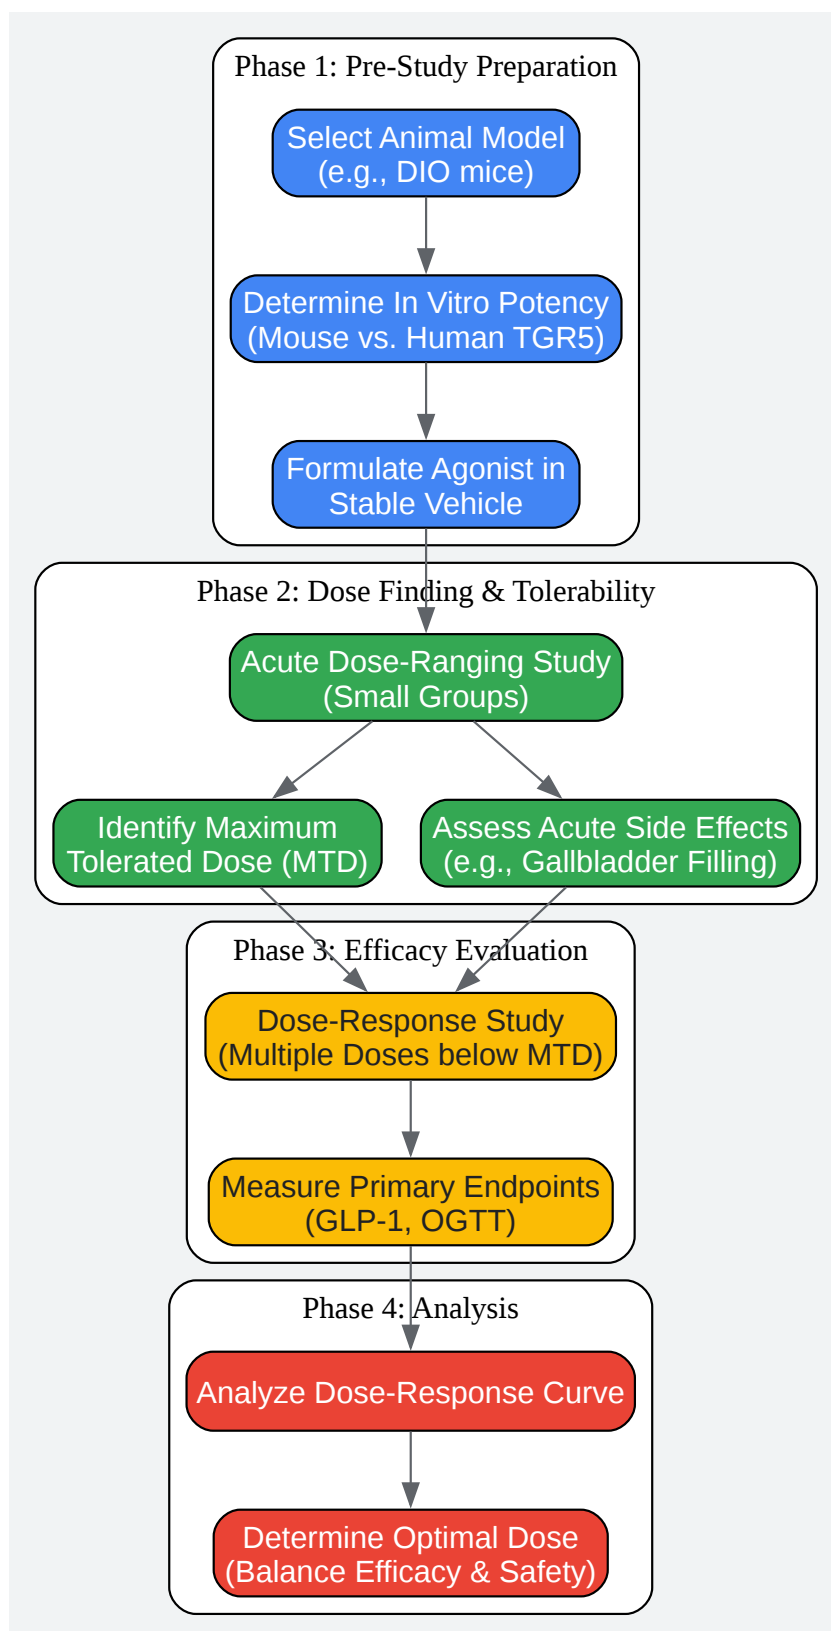 Phase 1: Pre-Study Preparation
Select Animal Model
(e.g., DIO mice)
Determine In Vitro Potency
(Mouse vs. Human TGR5)
Formulate Agonist in
Stable Vehicle
Phase 2: Dose Finding & Tolerability
Acute Dose-Ranging Study
(Small Groups)
Identify Maximum
Tolerated Dose (MTD)
Assess Acute Side Effects
(e.g., Gallbladder Filling)
Phase 3: Efficacy Evaluation
Dose-Response Study
(Multiple Doses below MTD)
Measure Primary Endpoints
(GLP-1, OGTT)
Phase 4: Analysis
Analyze Dose-Response Curve
Determine Optimal Dose
(Balance Efficacy & Safety)